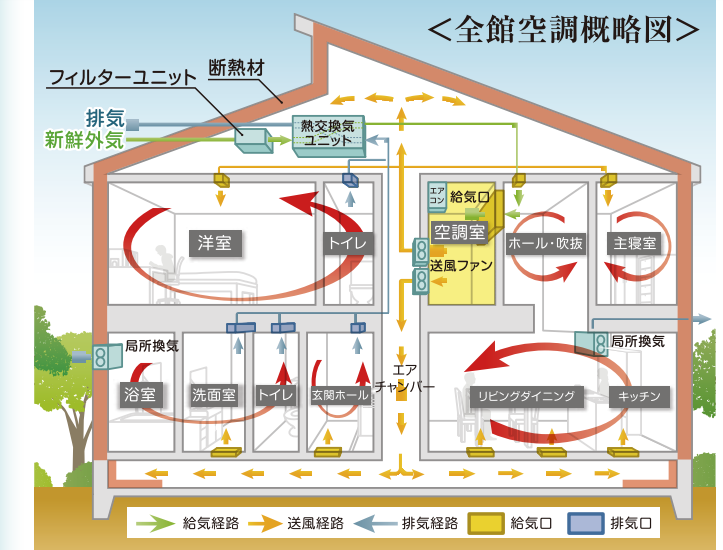 ＜全館空調概略図＞
断熱材
フィルターユニット
排気
新鮮外気
熱交換気
ユニット
エア
コン
給気口
洋室
トイレ
空調室
ホール・吹抜
主寝室
送風ファン
局所換気
局所換気
エア
チャンバー
浴室
洗面室
トイレ
玄関ホール
リビングダイニング
キッチン
給気経路
送風経路
排気経路
給気口
排気口